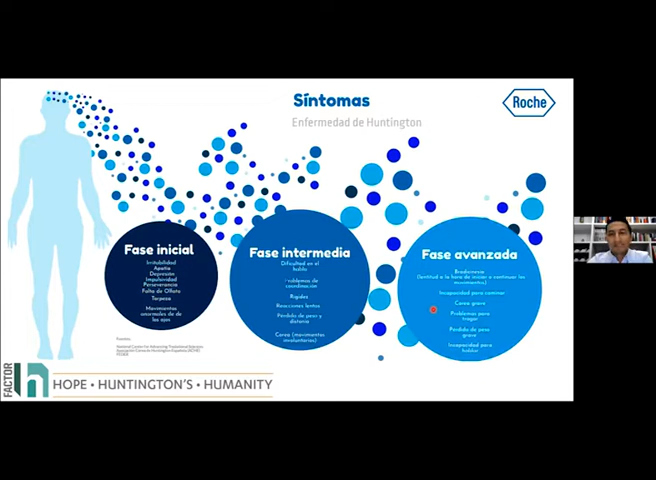 Síntomas
Roche
Enfermedad de Huntington
Fase inicial
Irritabilidad
Apatía
Depresión
Impulsividad
Perseverancia
Falta de Olfato
Torpeza
Movimientos
anormales de de
los ojos
Fase intermedia
Dificultad en el
habla
problemas de
coordinación
Rigidez
Reacciones lentas
Pérdida de peso y
distonía
Corea (movimientos
involuntarios)
Fase avanzada
Bradicinesia
(lentitud a la hora de iniciar o continuar los
movimientos)
Incapacidad para caminar
Corea grave
Problemas para
tragar
Pérdida de peso
grave
Incapacidad para
hablar
FACTOR
h
HOPE • HUNTINGTON'S • HUMANITY